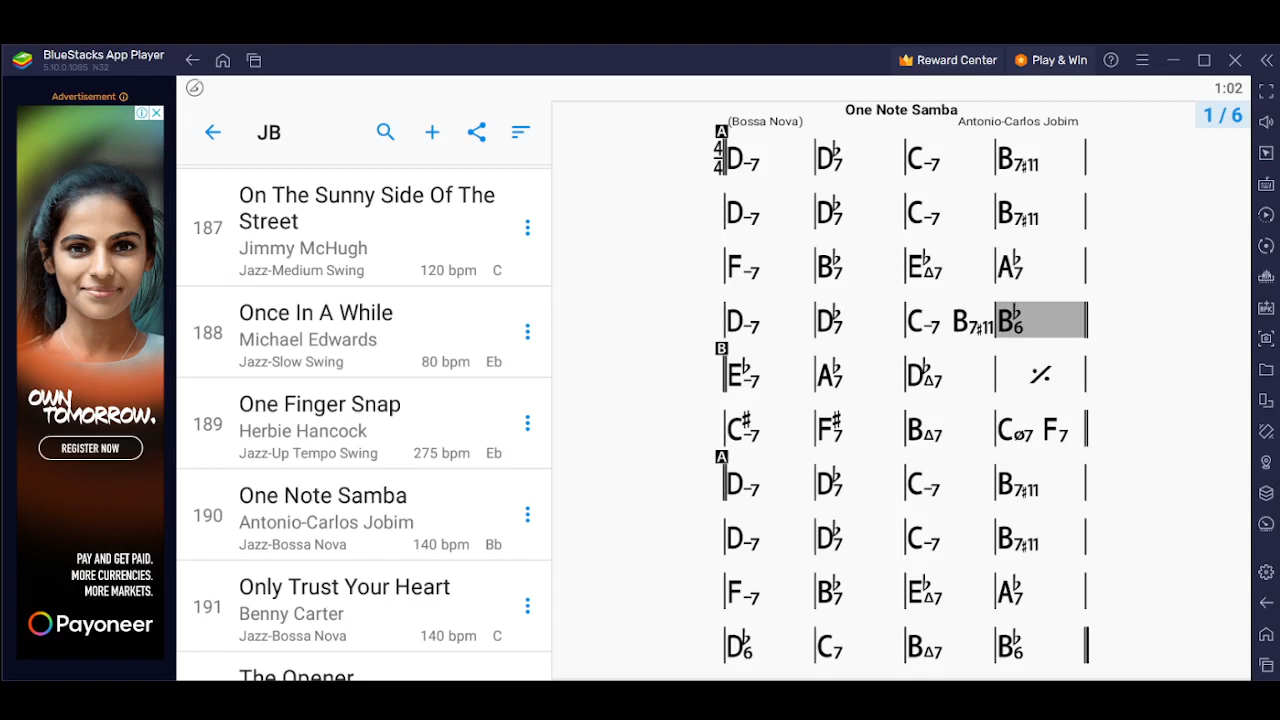 BlueStacks App Player
5.10.0.1085 N32
Reward Center
Play & Win
Advertisement
OWN
TOMORROW.
REGISTER NOW
PAY AND GET PAID.
MORE CURRENCIES.
MORE MARKETS.
Payoneer
JB
187
On The Sunny Side Of The
Street
Jimmy McHugh
Jazz-Medium Swing 120 bpm C
188
Once In A While
Michael Edwards
Jazz-Slow Swing 80 bpm Eb
189
One Finger Snap
Herbie Hancock
Jazz-Up Tempo Swing 275 bpm Eb
190
One Note Samba
Antonio-Carlos Jobim
Jazz-Bossa Nova 140 bpm Bb
191
Only Trust Your Heart
Benny Carter
Jazz-Bossa Nova 140 bpm C
The Opener
1:02
1 / 6
One Note Samba
(Bossa Nova) Antonio-Carlos Jobim
A
4/4 D-7 D♭7 C-7 B7♯11
D-7 D♭7 C-7 B7♯11
F-7 B♭7 E♭Δ7 A♭7
D-7 D♭7 C-7 B7♯11 B♭6
B
E♭-7 A♭7 D♭Δ7 𝄎
C♯-7 F♯7 BΔ7 Cø7 F7
A
D-7 D♭7 C-7 B7♯11
D-7 D♭7 C-7 B7♯11
F-7 B♭7 E♭Δ7 A♭7
D♭6 C7 BΔ7 B♭6